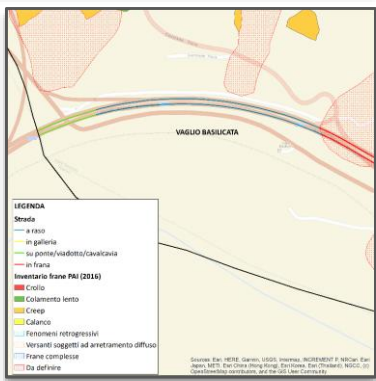 VAGLIO BASILICATA
LEGENDA
Strada
a raso
in galleria
su ponte/viadotto/cavalcavia
in frana
Inventario frane PAI (2016)
Crollo
Colamento lento
Creep
Calanco
Fenomeni retrogressivi
Versanti soggetti ad arretramento diffuso
Frane complesse
Da definire
Sources: Esri, HERE, Garmin, USGS, Intermap, INCREMENT P, NRCan, Esri
Japan, METI, Esri China (Hong Kong), Esri Korea, Esri (Thailand), NGCC, (c)
OpenStreetMap contributors, and the GIS User Community